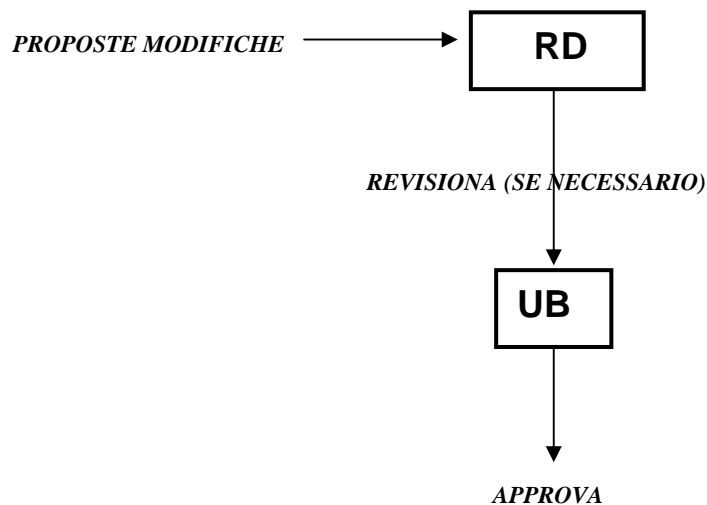 PROPOSTE MODIFICHE
RD
REVISIONA (SE NECESSARIO)
UB
APPROVA